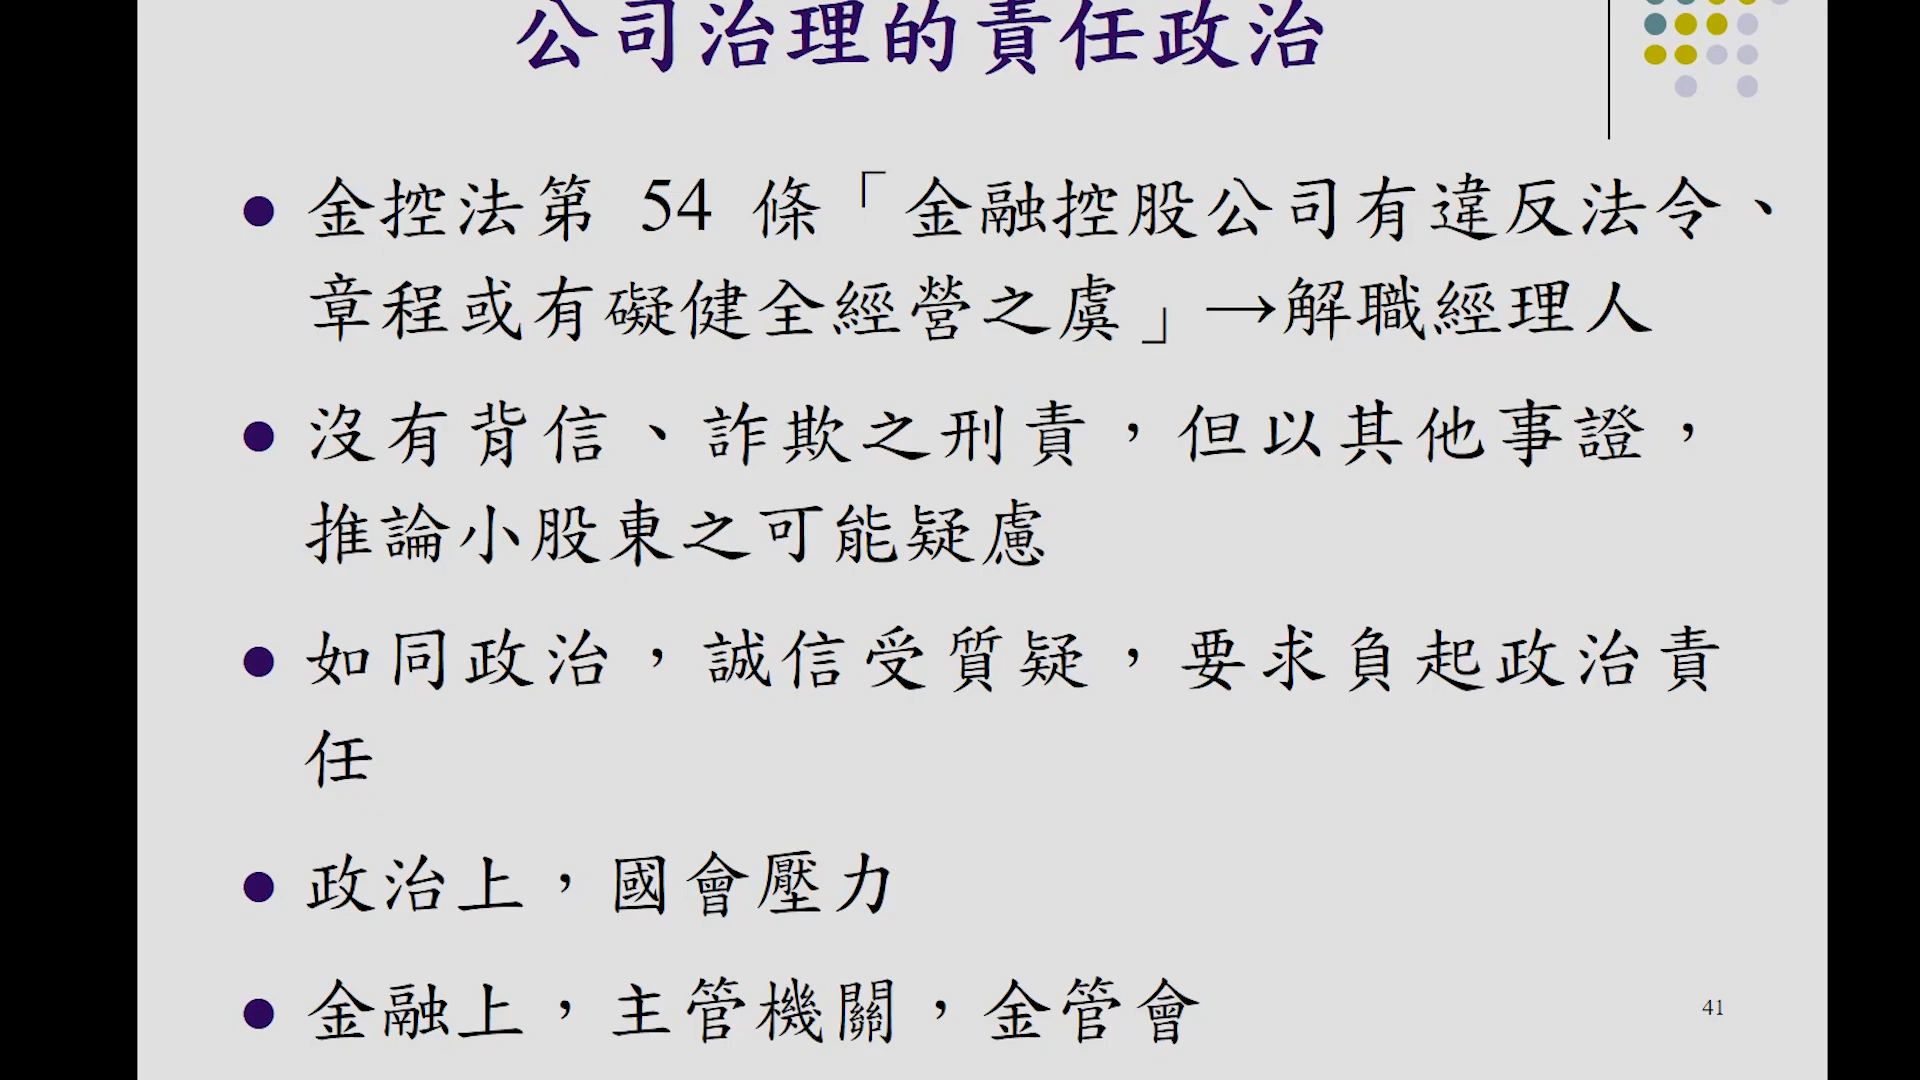 公司治理的責任政治
金控法第 54 條「金融控股公司有違反法令、
章程或有礙健全經營之虞」→解職經理人
沒有背信、詐欺之刑責，但以其他事證，
推論小股東之可能疑慮
如同政治，誠信受質疑，要求負起政治責
任
政治上，國會壓力
金融上，主管機關，金管會
41